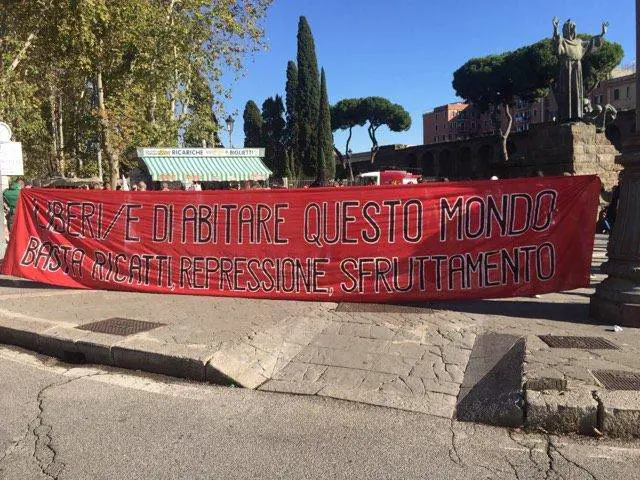 RICARICHE BIGLIETTI
LIBERI/E DI ABITARE QUESTO MONDO
BASTA RICATTI, REPRESSIONE, SFRUTTAMENTO